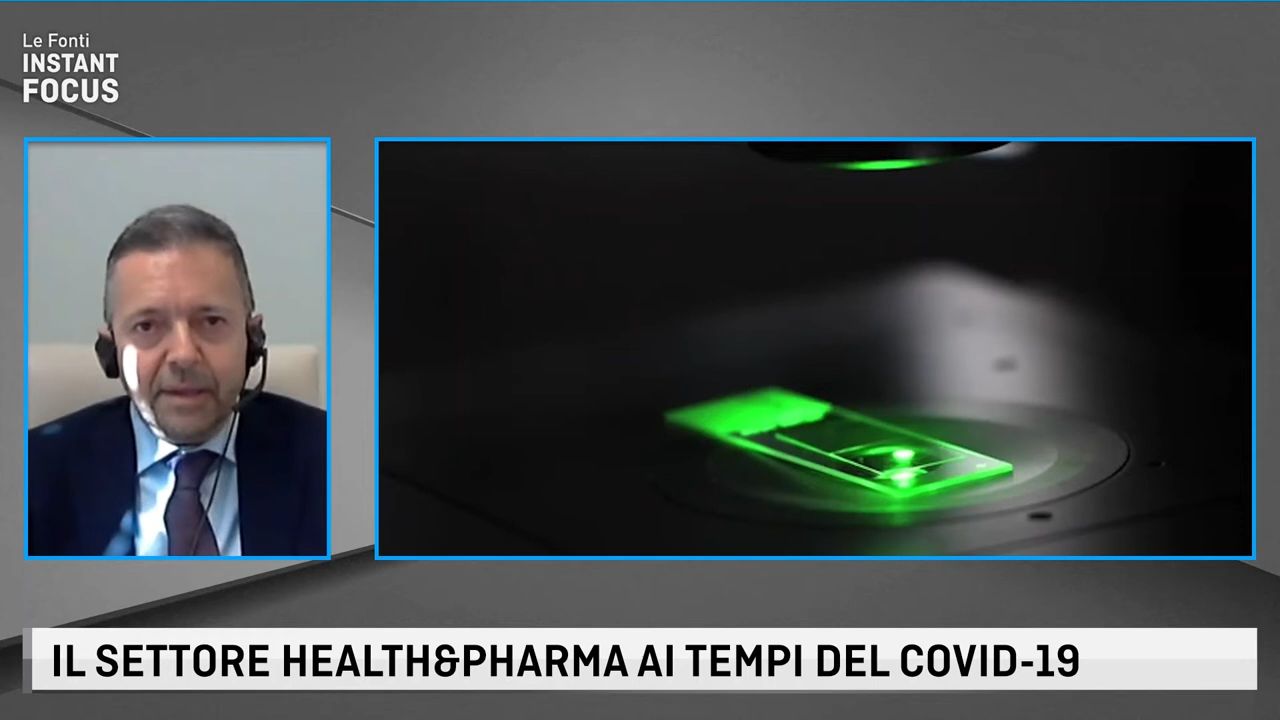 Le Fonti
INSTANT
FOCUS
IL SETTORE HEALTH&PHARMA AI TEMPI DEL COVID-19